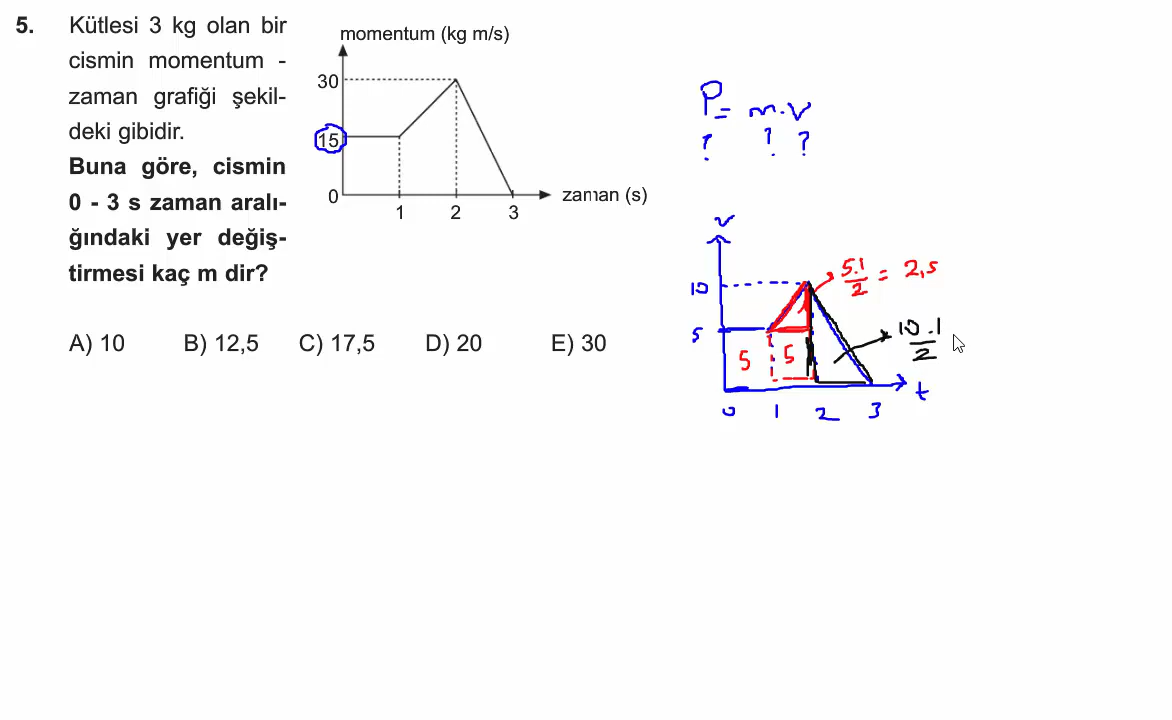 5. Kütlesi 3 kg olan bir
cismin momentum -
zaman grafiği şekil-
deki gibidir.
Buna göre, cismin
0 - 3 s zaman aralı-
ğındaki yer değiş-
tirmesi kaç m dir?
momentum (kg m/s)
30
15
0
1 2 3
zaman (s)
A) 10 B) 12,5 C) 17,5 D) 20 E) 30
P = m.v
? ? ?
v
10
5
5 5
0 1 2 3
t
5.1
2
= 2,5
10.1
2